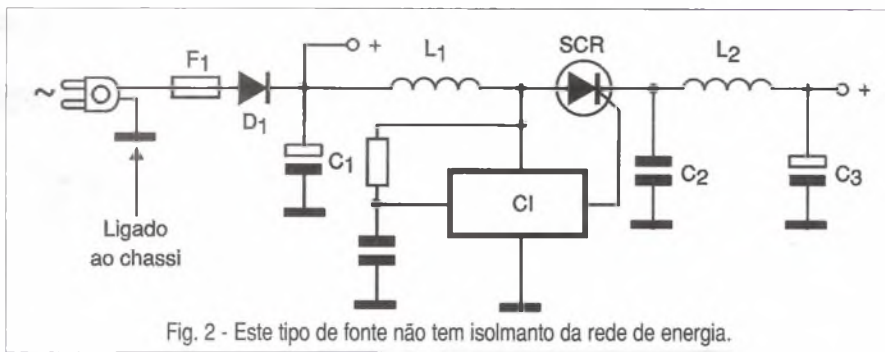 F1
D1
+
C1
L1
SCR
L2
+
C2
C3
CI
~
Ligado
ao chassi
Fig. 2 - Este tipo de fonte não tem isolmanto da rede de energia.